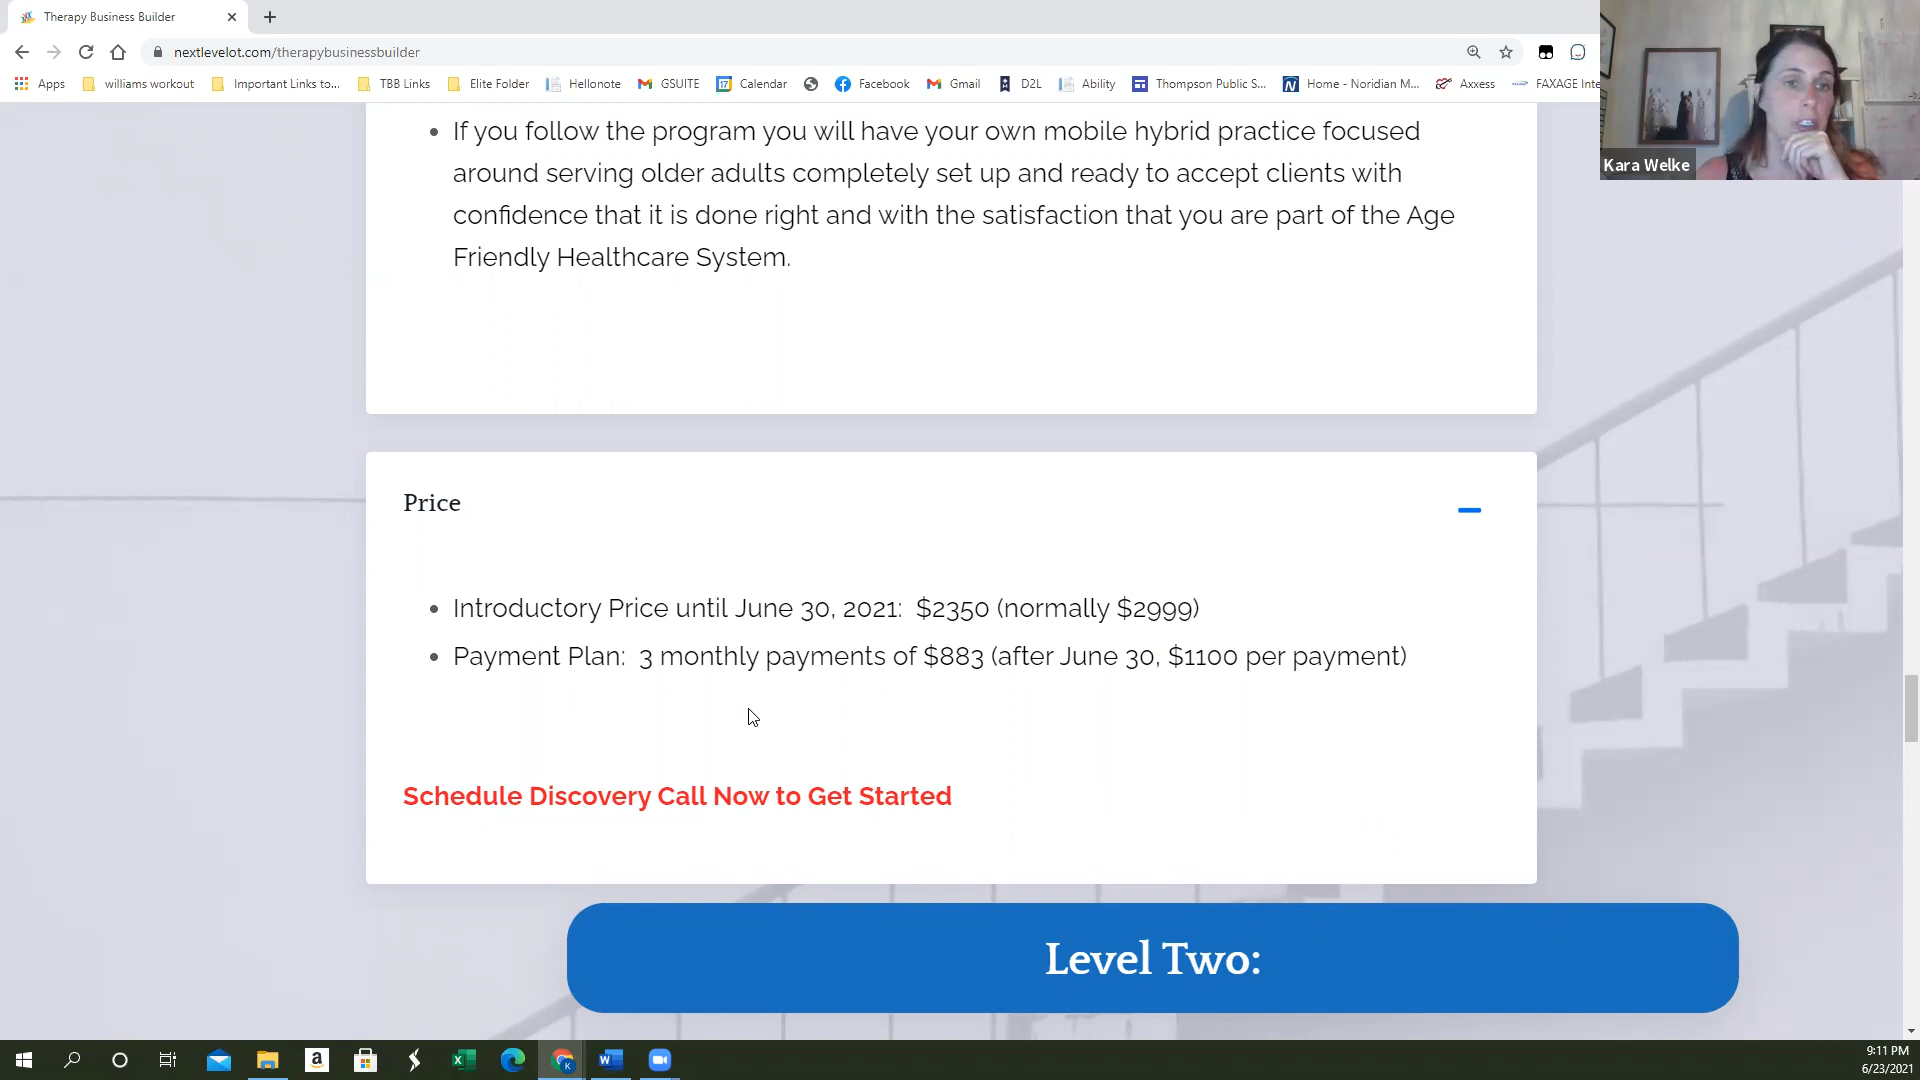 Therapy Business Builder
nextlevelot.com/therapybusinessbuilder
Apps williams workout Important Links to... TBB Links Elite Folder Hellonote GSUITE Calendar Facebook Gmail D2L Ability Thompson Public S... Home - Noridian M... Axxess FAXAGE Inte
Kara Welke
If you follow the program you will have your own mobile hybrid practice focused
around serving older adults completely set up and ready to accept clients with
confidence that it is done right and with the satisfaction that you are part of the Age
Friendly Healthcare System.
Price
Introductory Price until June 30, 2021: $2350 (normally $2999)
Payment Plan: 3 monthly payments of $883 (after June 30, $1100 per payment)
Schedule Discovery Call Now to Get Started
Level Two:
9:11 PM
6/23/2021